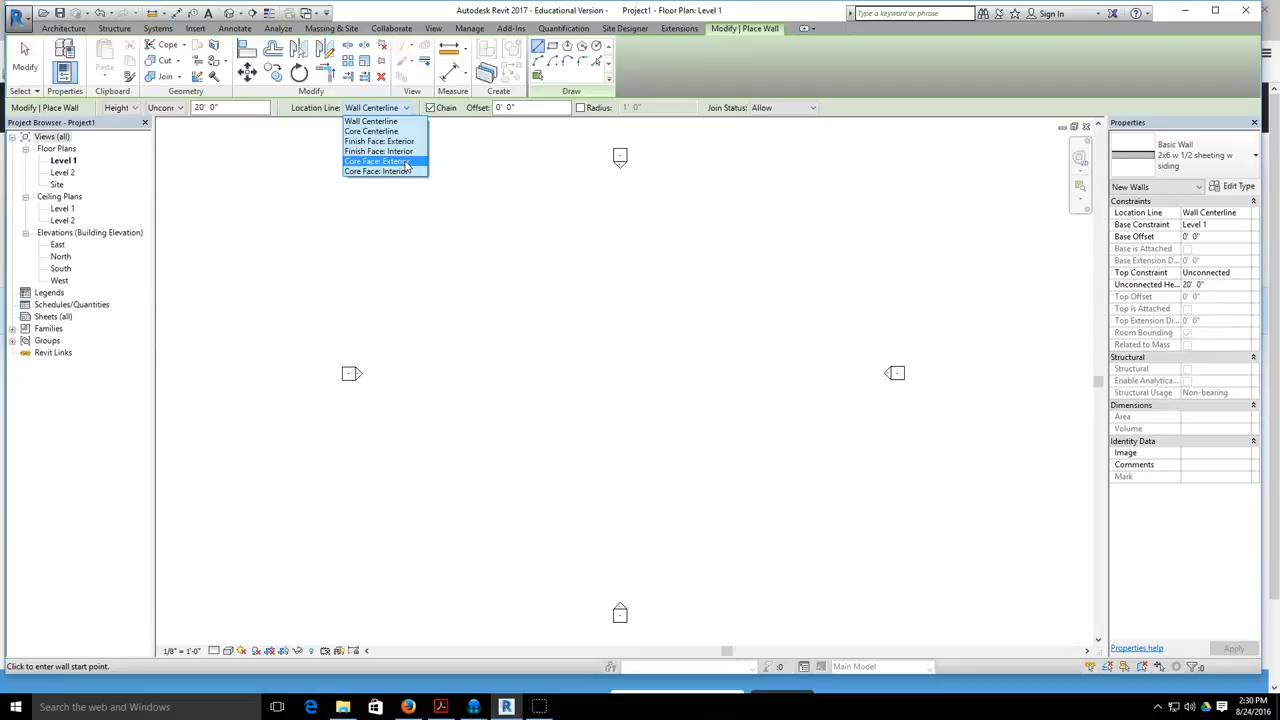 Autodesk Revit 2017 - Educational Version - Project1 - Floor Plan: Level 1
Type a keyword or phrase
Sign In
Architecture Structure Systems Insert Annotate Analyze Massing & Site Collaborate View Manage Add-Ins Quantification Site Designer Extensions Modify | Place Wall
Modify
Paste
Cope
Cut
Join
Select Properties Clipboard Geometry Modify View Measure Create Draw
Modify | Place Wall Height Uncon 20' 0" Location Line: Wall Centerline Chain Offset: 0' 0" Radius: 1' 0" Join Status: Allow
Wall Centerline
Core Centerline
Finish Face: Exterior
Finish Face: Interior
Core Face: Exterior
Core Face: Interior
Project Browser - Project1
Views (all)
Floor Plans
Level 1
Level 2
Site
Ceiling Plans
Level 1
Level 2
Elevations (Building Elevation)
East
North
South
West
Legends
Schedules/Quantities
Sheets (all)
Families
Groups
Revit Links
Properties
Basic Wall
2x6 w 1/2 sheeting w
siding
New Walls Edit Type
Constraints
Location Line Wall Centerline
Base Constraint Level 1
Base Offset 0' 0"
Base is Attached
Base Extension D... 0' 0"
Top Constraint Unconnected
Unconnected He... 20' 0"
Top Offset 0' 0"
Top is Attached
Top Extension Di... 0' 0"
Room Bounding
Related to Mass
Structural
Structural
Enable Analytica...
Structural Usage Non-bearing
Dimensions
Area
Volume
Identity Data
Image
Comments
Mark
Properties help Apply
1/8" = 1'-0"
Click to enter wall start point.
:0 Main Model :0
Search the web and Windows
2:30 PM
8/24/2016